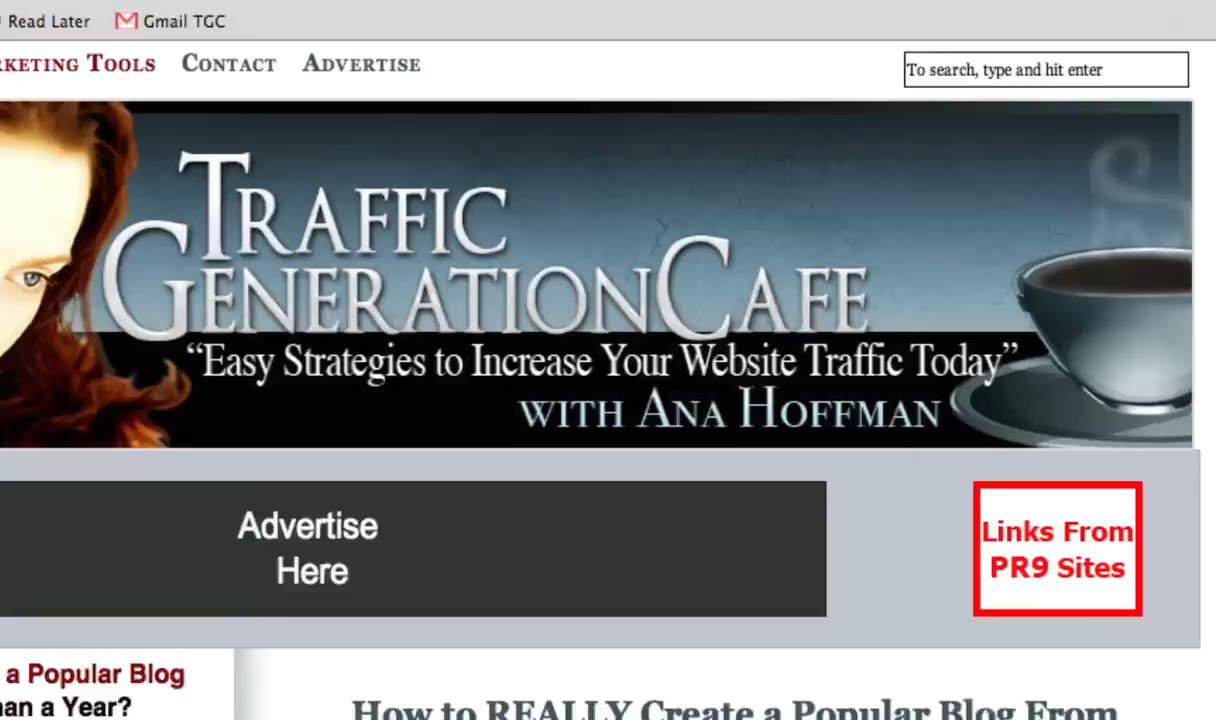 Read Later Gmail TGC
RKETING TOOLS CONTACT ADVERTISE
To search, type and hit enter
TRAFFIC
GENERATIONCAFE
“Easy Strategies to Increase Your Website Traffic Today”
WITH ANA HOFFMAN
Advertise
Here
Links From
PR9 Sites
a Popular Blog
an a Year?
How to REALLY Create a Popular Blog From